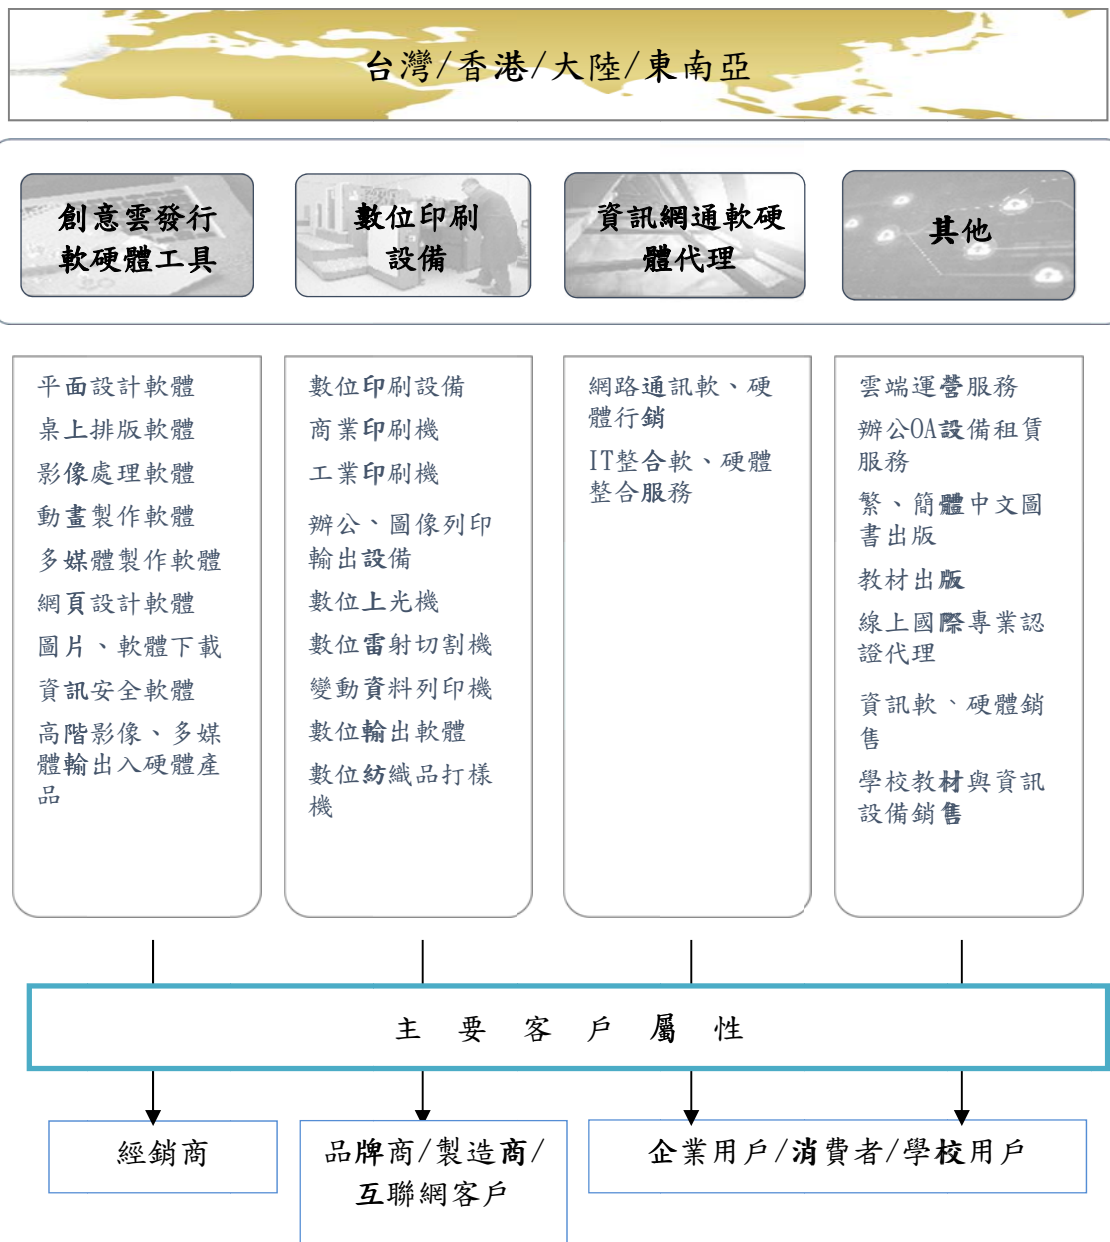 台灣/香港/大陸/東南亞
創意雲發行
軟硬體工具
數位印刷
設備
資訊網通軟硬
體代理
其他
平面設計軟體
桌上排版軟體
影像處理軟體
動畫製作軟體
多媒體製作軟體
網頁設計軟體
圖片、軟體下載
資訊安全軟體
高階影像、多媒
體輸出入硬體產
品
數位印刷設備
商業印刷機
工業印刷機
辦公、圖像列印
輸出設備
數位上光機
數位雷射切割機
變動資料列印機
數位輸出軟體
數位紡織品打樣
機
網路通訊軟、硬
體行銷
IT整合軟、硬體
整合服務
雲端運營服務
辦公OA設備租賃
服務
繁、簡體中文圖
書出版
教材出版
線上國際專業認
證代理
資訊軟、硬體銷
售
學校教材與資訊
設備銷售
主要客戶屬性
經銷商
品牌商/製造商/
互聯網客戶
企業用戶/消費者/學校用戶